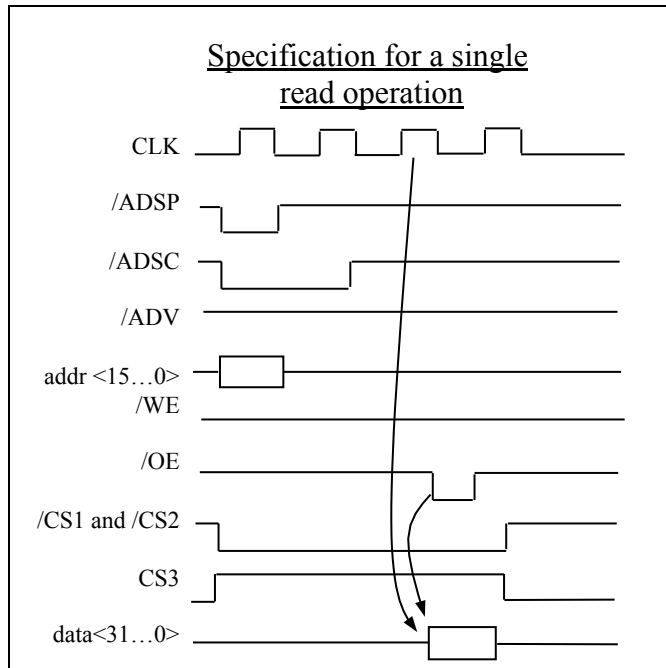 Specification for a single
read operation
CLK
/ADSP
/ADSC
/ADV
addr <15…0>
/WE
/OE
/CS1 and /CS2
CS3
data<31…0>